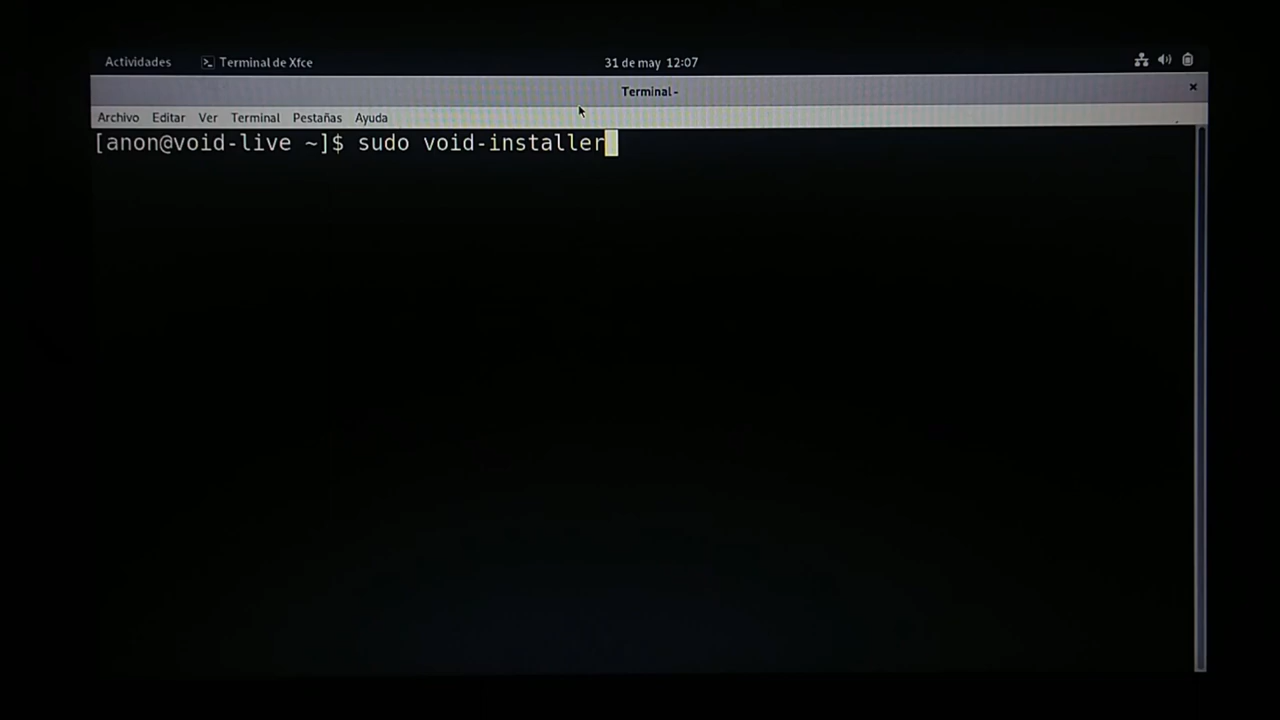 Actividades Terminal de Xfce 31 de may 12:07
Terminal -
Archivo Editar Ver Terminal Pestañas Ayuda
[anon@void-live ~]$ sudo void-installer